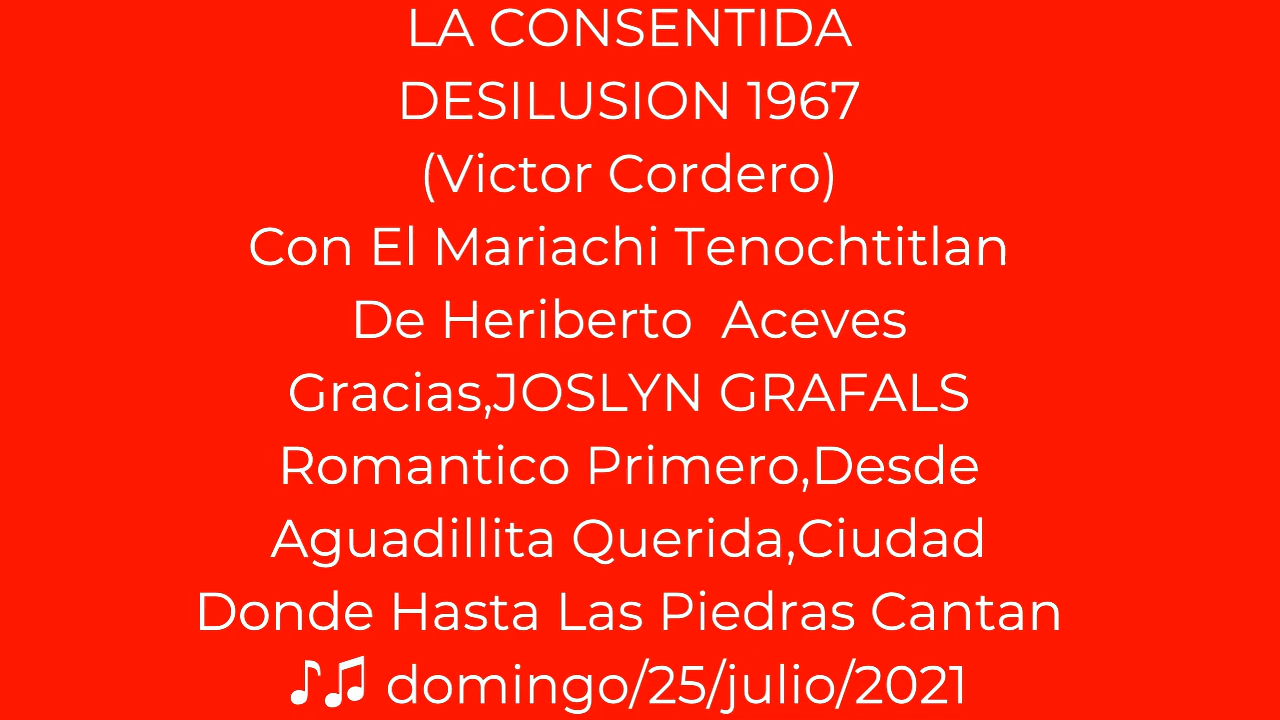 LA CONSENTIDA
DESILUSION 1967
(Victor Cordero)
Con El Mariachi Tenochtitlan
De Heriberto  Aceves
Gracias,JOSLYN GRAFALS
Romantico Primero,Desde
Aguadillita Querida,Ciudad
Donde Hasta Las Piedras Cantan
🎵🎶 domingo/25/julio/2021